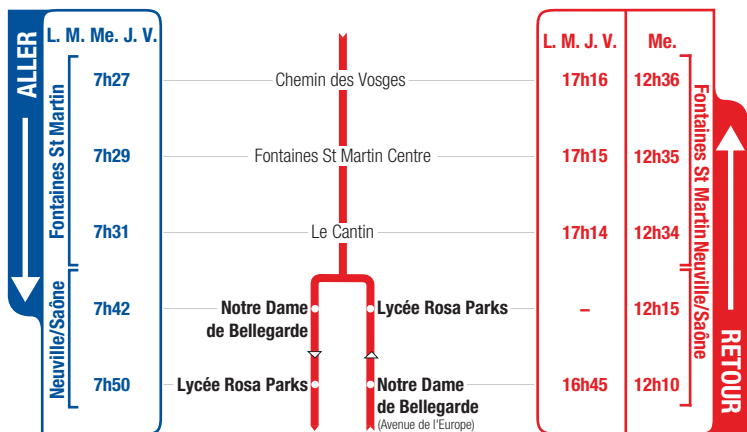 ALLER
L. M. Me. J. V.
L. M. J. V.
Me.
Fontaines St Martin
7h27
Chemin des Vosges
17h16
12h36
Fontaines St Martin
7h29
Fontaines St Martin Centre
17h15
12h35
7h31
Le Cantin
17h14
12h34
Neuville/Saône
7h42
Notre Dame
de Bellegarde
Lycée Rosa Parks
–
12h15
Neuville/Saône
7h50
Lycée Rosa Parks
Notre Dame
de Bellegarde
(Avenue de l'Europe)
16h45
12h10
RETOUR